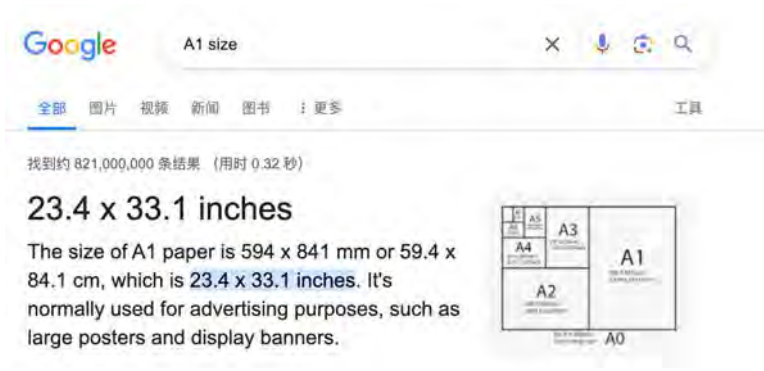 Google
A1 size
全部 图片 视频 新闻 图书 ⋮ 更多 工具
找到约 821,000,000 条结果 （用时 0.32 秒）
23.4 x 33.1 inches
The size of A1 paper is 594 x 841 mm or 59.4 x
84.1 cm, which is 23.4 x 33.1 inches. It's
normally used for advertising purposes, such as
large posters and display banners.
A5
A3
A4
A1
A2
A0